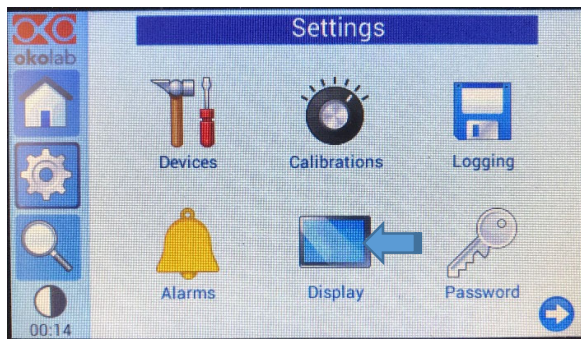 Settings
okolab
Devices
Calibrations
Logging
Alarms
Display
Password
00:14